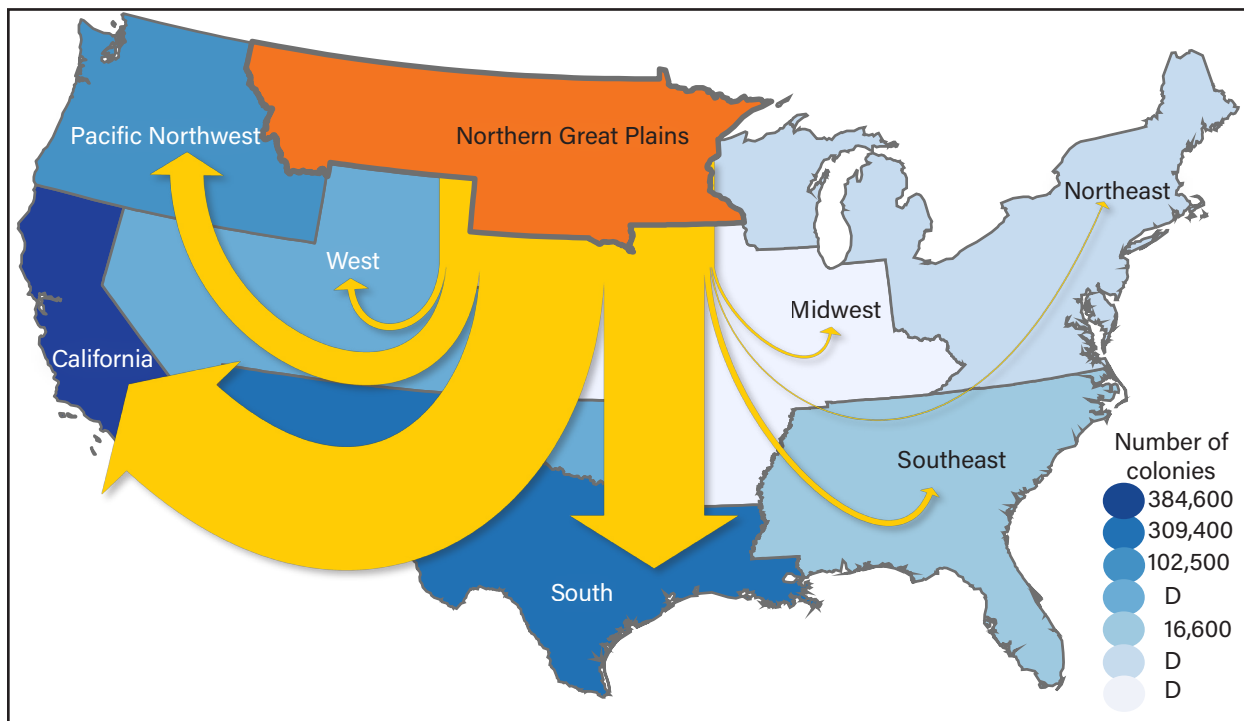 Pacific Northwest
Northern Great Plains
Northeast
West
Midwest
California
Southeast
South
Number of
colonies
384,600
309,400
102,500
D
16,600
D
D